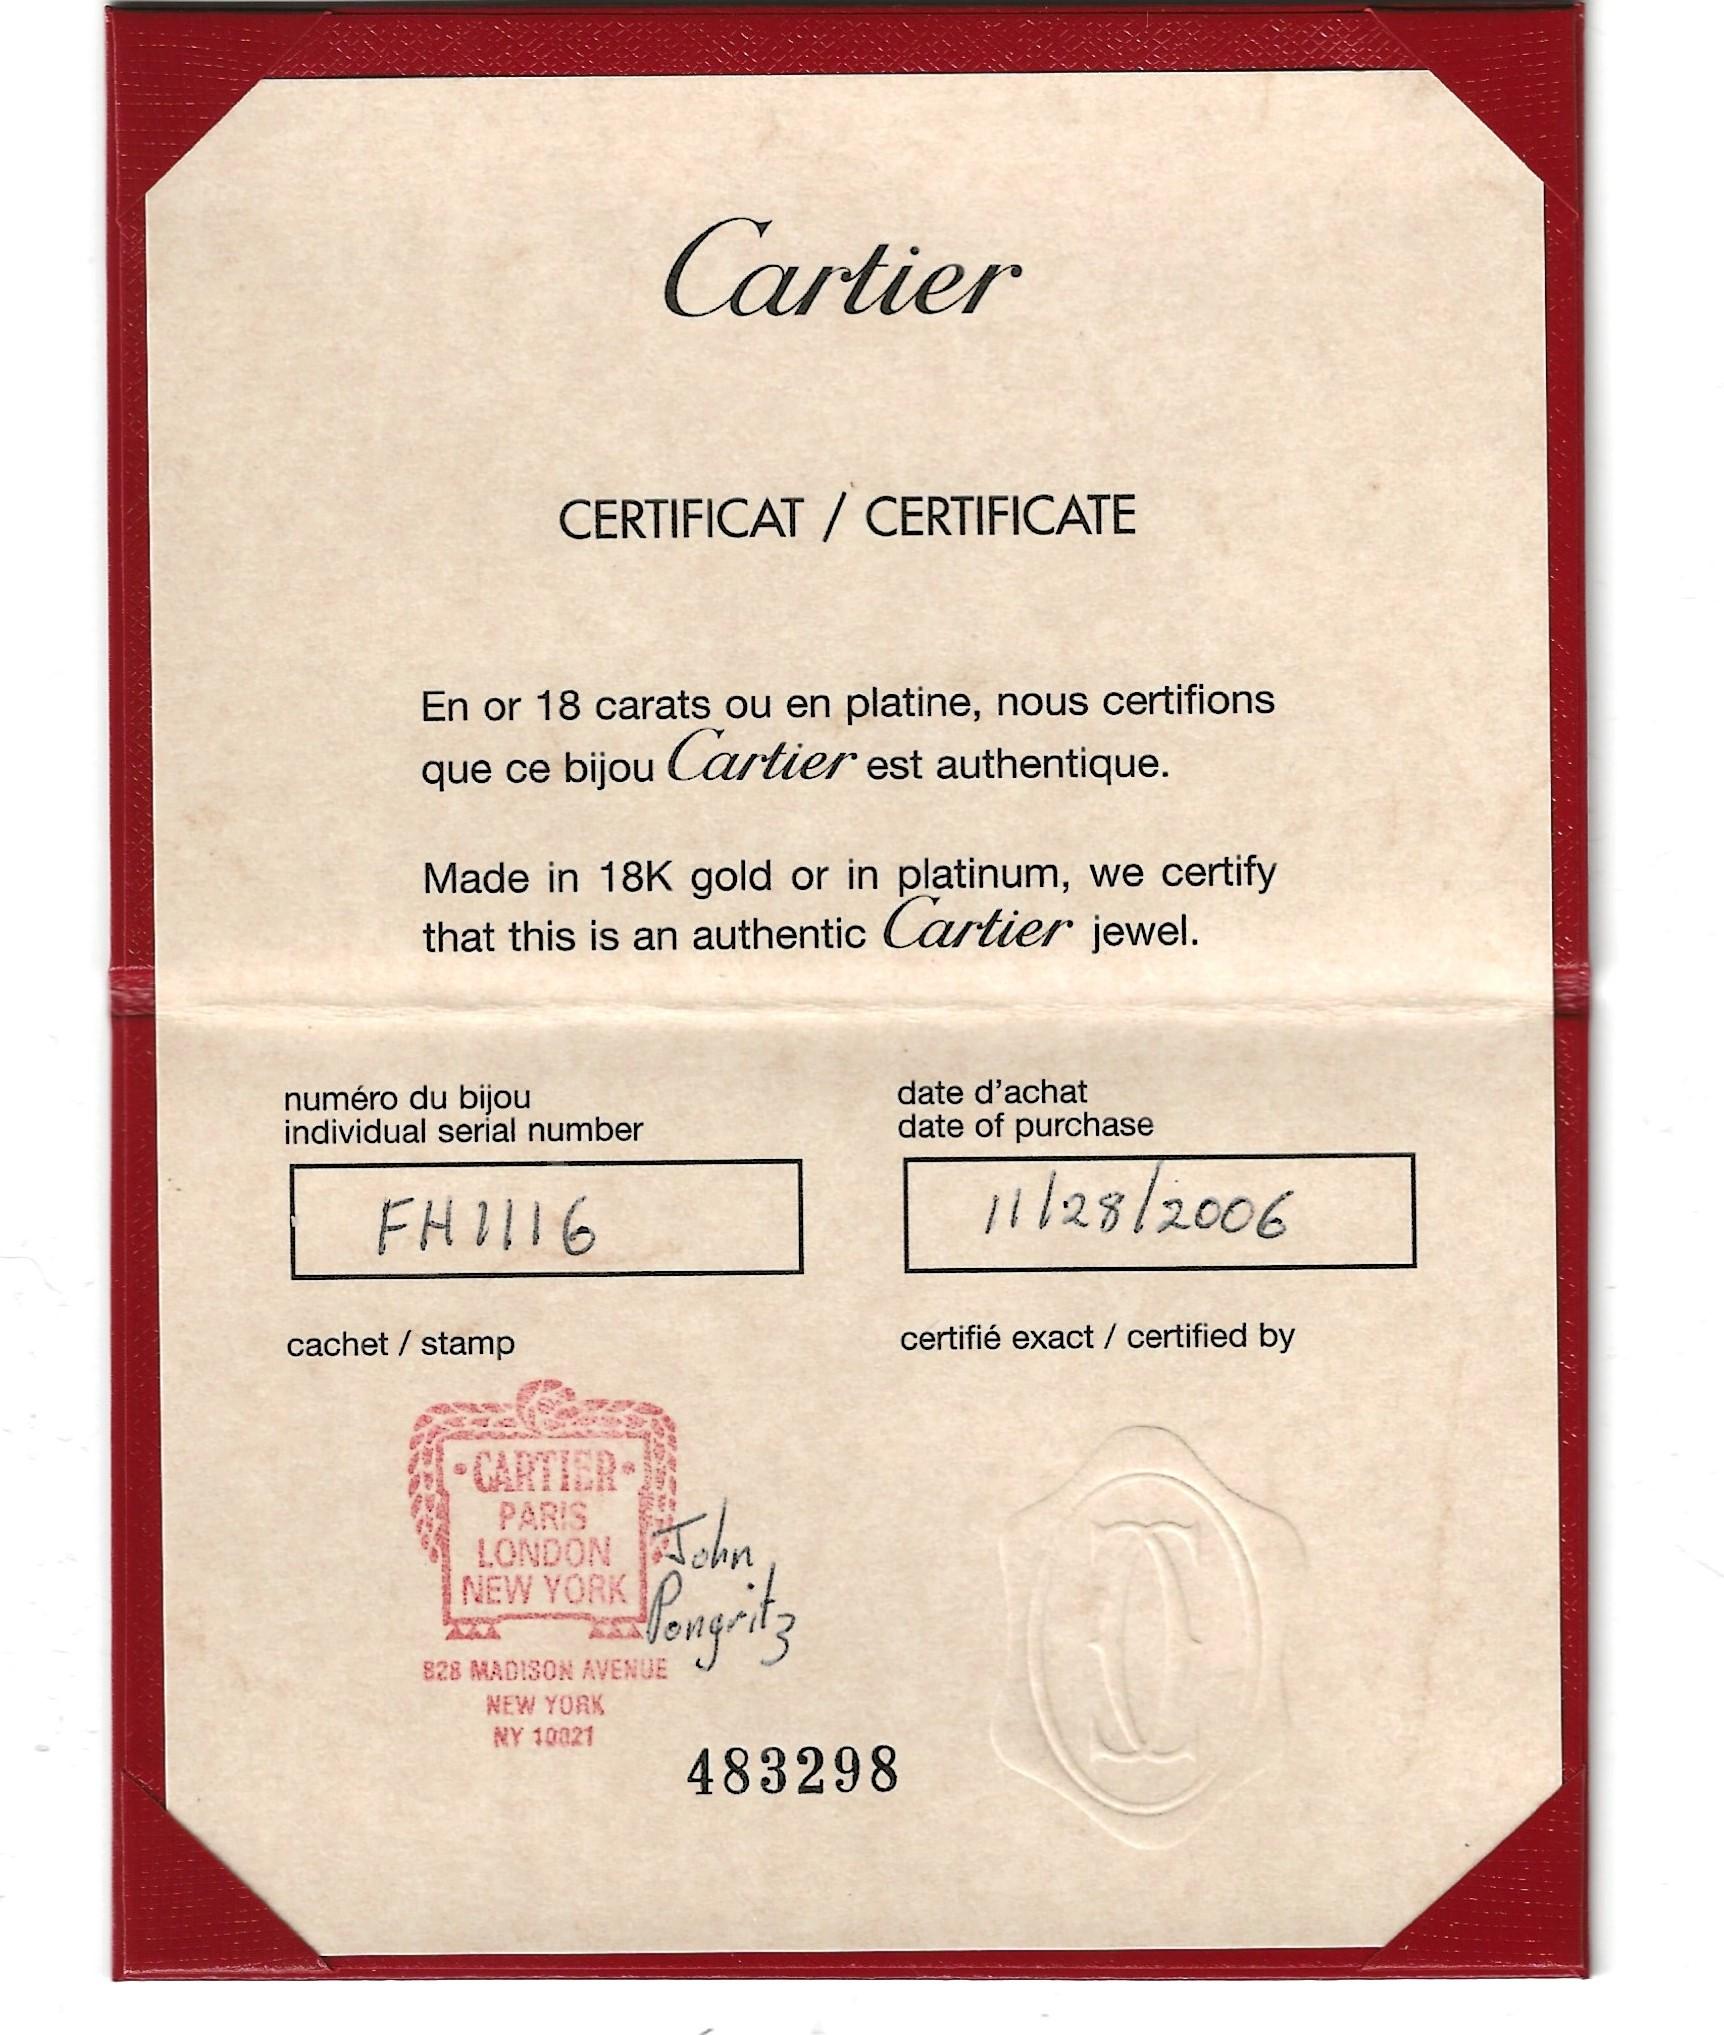 Cartier
CERTIFICAT / CERTIFICATE
En or 18 carats ou en platine, nous certifions
que ce bijou Cartier est authentique.
Made in 18K gold or in platinum, we certify
that this is an authentic Cartier jewel.
numéro du bijou
individual serial number
FH1116
date d'achat
date of purchase
11/28/2006
cachet / stamp
certifié exact / certified by
·CARTIER·
PARIS
LONDON
NEW YORK
John
Pongritz
828 MADISON AVENUE
NEW YORK
NY 10021
483298